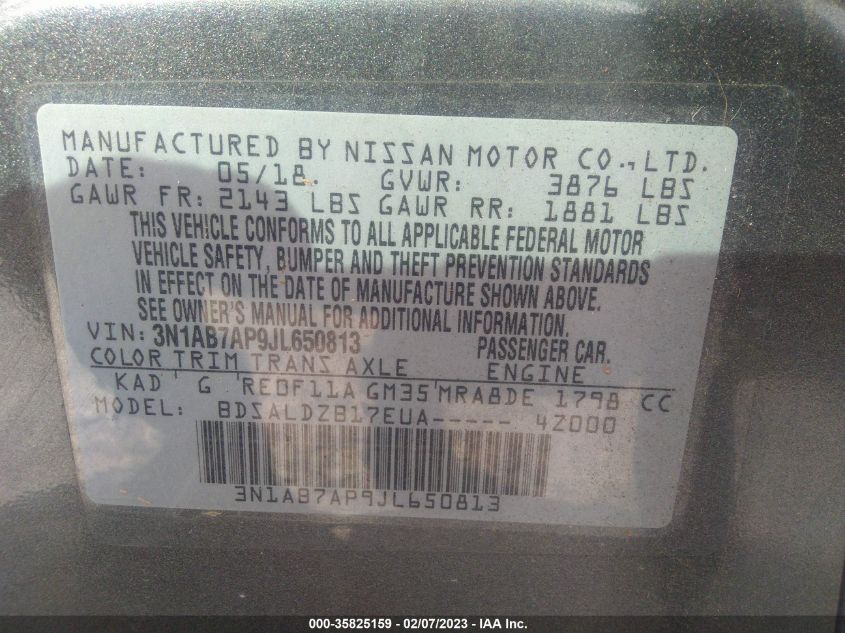 MANUFACTURED BY NISSAN MOTOR CO., LTD.
DATE: 05/18 GVWR: 3876 LBS
GAWR FR: 2143 LBS GAWR RR: 1881 LBS
THIS VEHICLE CONFORMS TO ALL APPLICABLE FEDERAL MOTOR
VEHICLE SAFETY, BUMPER AND THEFT PREVENTION STANDARDS
IN EFFECT ON THE DATE OF MANUFACTURE SHOWN ABOVE.
SEE OWNER'S MANUAL FOR ADDITIONAL INFORMATION.
VIN: 3N1AB7AP9JL650813 PASSENGER CAR.
COLOR TRIM TRANS AXLE ENGINE
KAD G RE0F11A GM35 MRA8DE 1798 CC
MODEL: BDSALDZB17EUA----- 4Z000
3N1AB7AP9JL650813
000-35825159 - 02/07/2023 - IAA Inc.